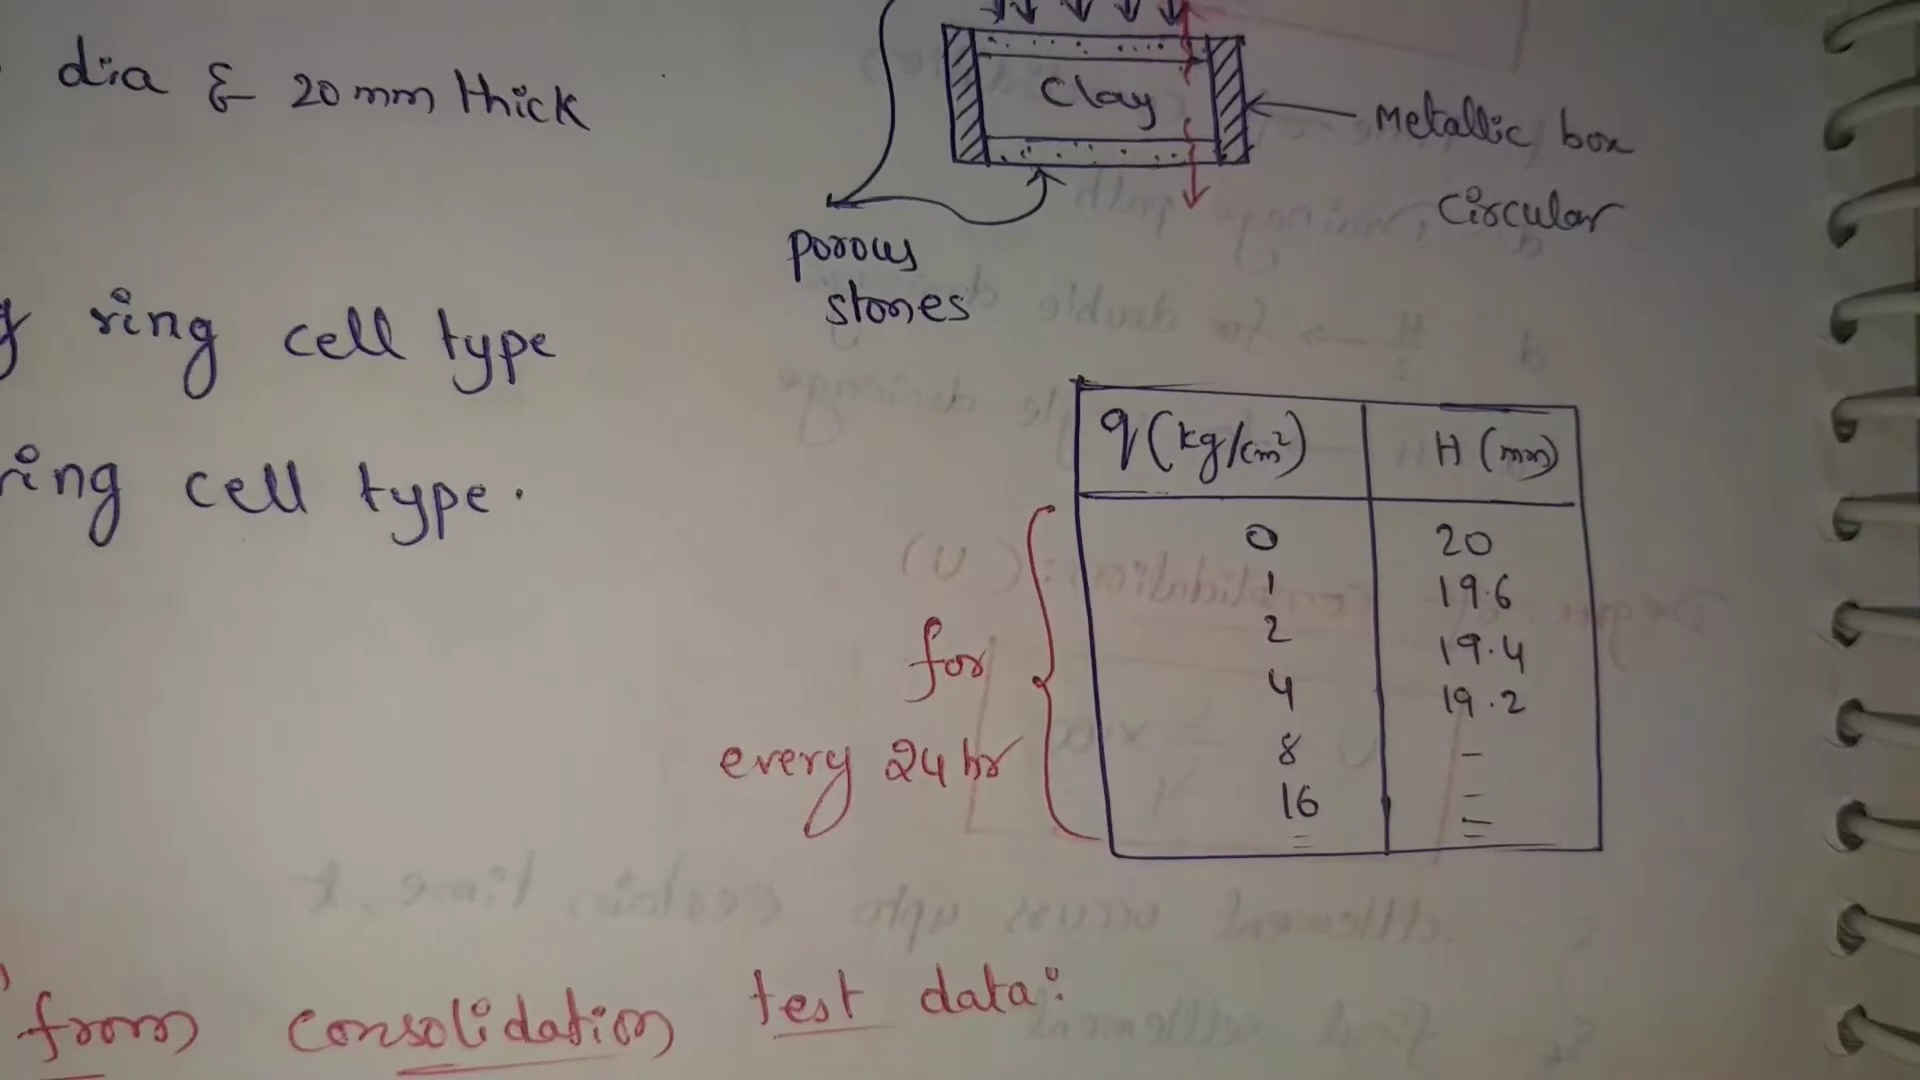 dia & 20mm thick
Clay
Metallic box
circular
porous
stones
ring cell type
ring cell type.
q (kg/cm²) H (mm)
0 20
1 19.6
2 19.4
4 19.2
8 -
16 -
for
every 24 hr
from consolidation test data: